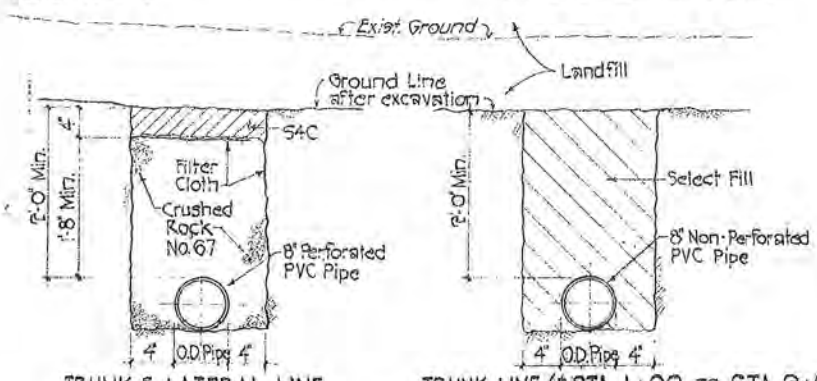 Exist. Ground
Landfill
Ground Line
after excavation
4"
S4C
2'-0" Min.
1'-8" Min.
Filter
Cloth
Crushed
Rock
No. 67
8" Perforated
PVC Pipe
4" O.D. Pipe 4"
2'-0" Min.
Select Fill
8" Non-Perforated
PVC Pipe
4" O.D. Pipe 4"
TRUNK & LATERAL LINE
TRUNK LINE